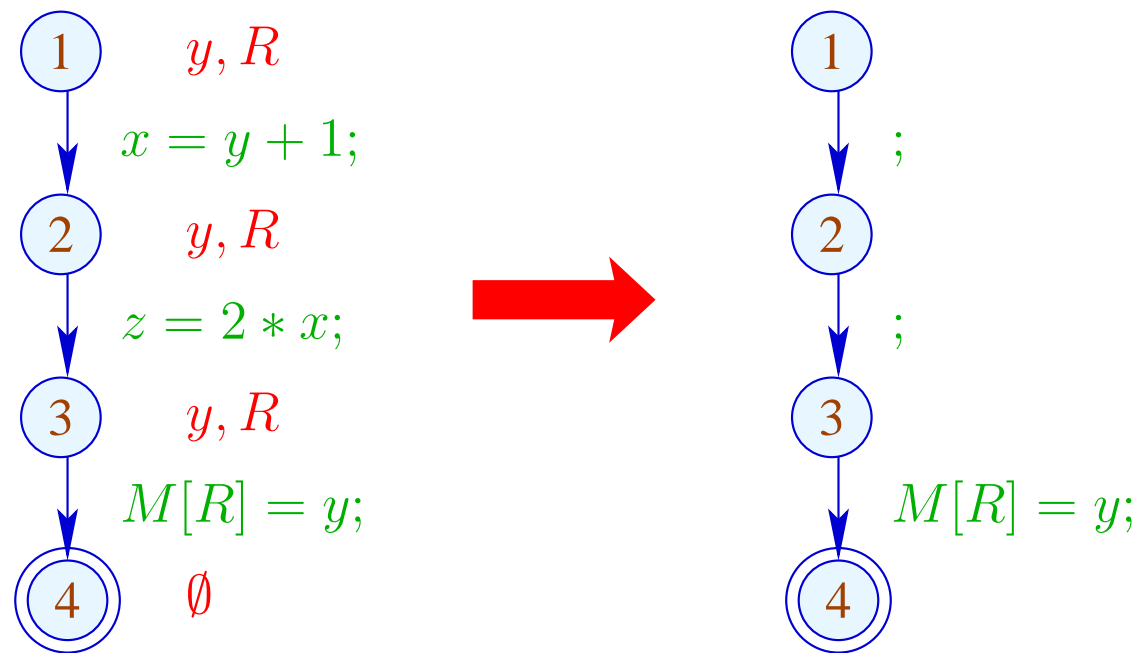 1 y, R 1
x = y + 1; ;
2 y, R 2
z = 2 ∗ x; ;
3 y, R 3
M[R] = y; M[R] = y;
4 ∅ 4